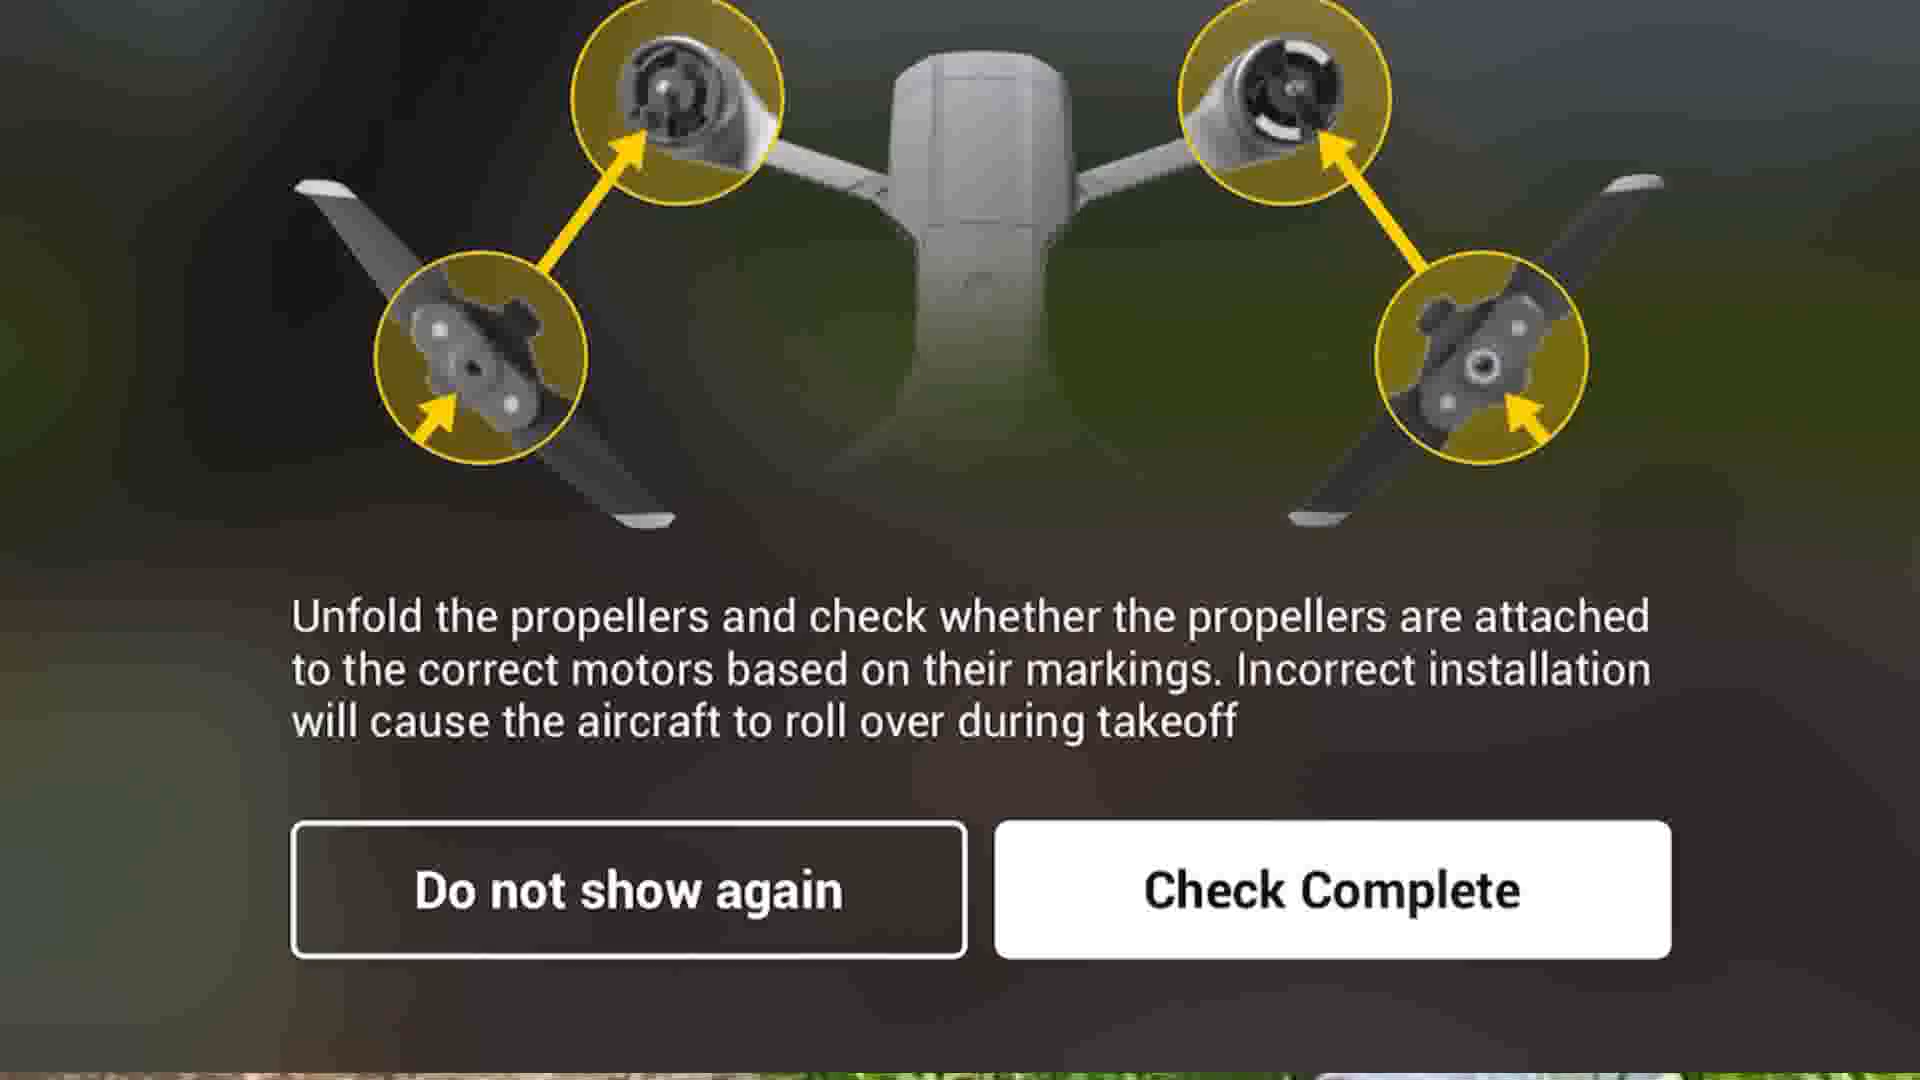 Unfold the propellers and check whether the propellers are attached
to the correct motors based on their markings. Incorrect installation
will cause the aircraft to roll over during takeoff
Do not show again
Check Complete